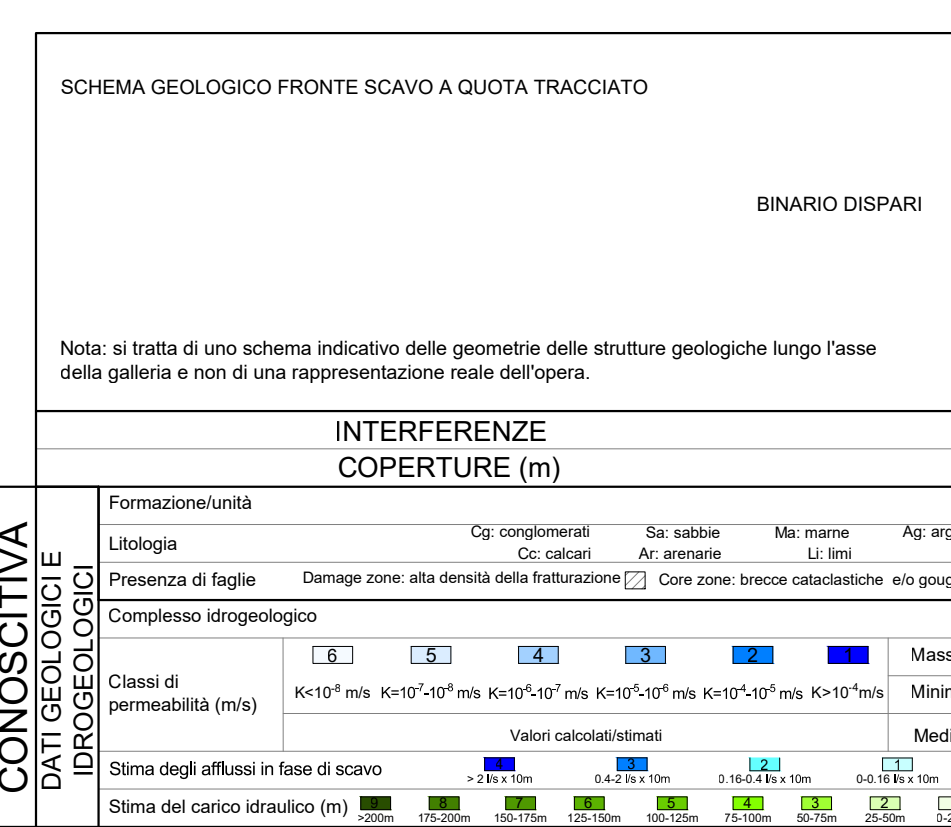 SCHEMA GEOLOGICO FRONTE SCAVO A QUOTA TRACCIATO
BINARIO DISPARI
Nota: si tratta di uno schema indicativo delle geometrie delle strutture geologiche lungo l'asse
della galleria e non di una rappresentazione reale dell'opera.
INTERFERENZE
COPERTURE (m)
CONOSCITIVA
DATI GEOLOGICI E
IDROGEOLOGICI
Formazione/unità
Litologia
Cg: conglomerati Sa: sabbie Ma: marne Ag:
Cc: calcari Ar: arenarie Li: limi
Presenza di faglie Damage zone: alta densità della fratturazione Core zone: brecce cataclastiche e/o
Complesso idrogeologico
Classi di
permeabilità (m/s)
6 5 4 3 2 1
K<10⁻⁸ m/s K=10⁻⁷-10⁻⁸ m/s K=10⁻⁶-10⁻⁷ m/s K=10⁻⁵-10⁻⁶ m/s K=10⁻⁴-10⁻⁵ m/s K>10⁻⁴m/s
Valori calcolati/stimati
Stima degli afflussi in fase di scavo
4 3 2 1
> 2 l/s x 10m 0.4-2 l/s x 10m 0.16-0.4 l/s x 10m 0-0.16 l/s x 10m
Stima del carico idraulico (m)
9 8 7 6 5 4 3 2
>200m 175-200m 150-175m 125-150m 100-125m 75-100m 50-75m 25-50m